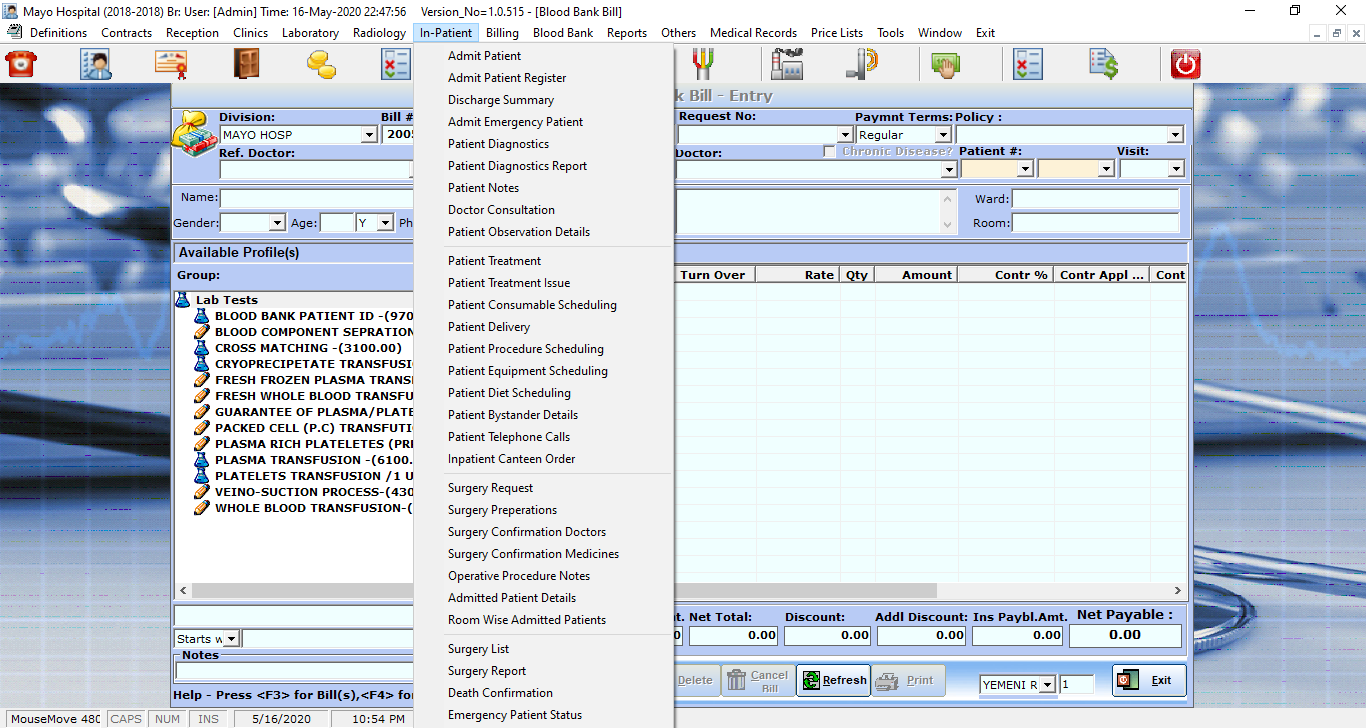 Mayo Hospital (2018-2018) Br: User: [Admin] Time: 16-May-2020 22:47:56 Version_No=1.0.515 - [Blood Bank Bill]
Definitions Contracts Reception Clinics Laboratory Radiology In-Patient Billing Blood Bank Reports Others Medical Records Price Lists Tools Window Exit
Bill - Entry
Division: Bill # Request No: Paymnt Terms: Policy :
MAYO HOSP Regular
Ref. Doctor: Doctor: Chronic Disease? Patient #: Visit:
Name: Ward:
Gender: Age: Y Room:
Available Profile(s)
Group:
Turn Over Rate Qty Amount Contr % Contr Appl ... Cont
Lab Tests
BLOOD BANK PATIENT ID -(970
BLOOD COMPONENT SEPRATION
CROSS MATCHING -(3100.00)
CRYOPRECIPETATE TRANSFUSI
FRESH FROZEN PLASMA TRANS
FRESH WHOLE BLOOD TRANSFU
GUARANTEE OF PLASMA/PLATE
PACKED CELL (P.C) TRANSFUTI
PLASMA RICH PLATELETES (PR
PLASMA TRANSFUSION -(6100.
PLATELETS TRANSFUSION /1 U
VEINO-SUCTION PROCESS-(430
WHOLE BLOOD TRANSFUSION-(
Starts w
Notes
Help - Press <F3> for Bill(s),<F4> fo
Admit Patient
Admit Patient Register
Discharge Summary
Admit Emergency Patient
Patient Diagnostics
Patient Diagnostics Report
Patient Notes
Doctor Consultation
Patient Observation Details
Patient Treatment
Patient Treatment Issue
Patient Consumable Scheduling
Patient Delivery
Patient Procedure Scheduling
Patient Equipment Scheduling
Patient Diet Scheduling
Patient Bystander Details
Patient Telephone Calls
Inpatient Canteen Order
Surgery Request
Surgery Preperations
Surgery Confirmation Doctors
Surgery Confirmation Medicines
Operative Procedure Notes
Admitted Patient Details
Room Wise Admitted Patients
Surgery List
Surgery Report
Death Confirmation
Emergency Patient Status
Net Total: Discount: Addl Discount: Ins Paybl.Amt. Net Payable :
0.00 0.00 0.00 0.00 0.00
Delete Cancel Bill Refresh Print YEMENI R 1 Exit
MouseMove 480 CAPS NUM INS 5/16/2020 10:54 PM